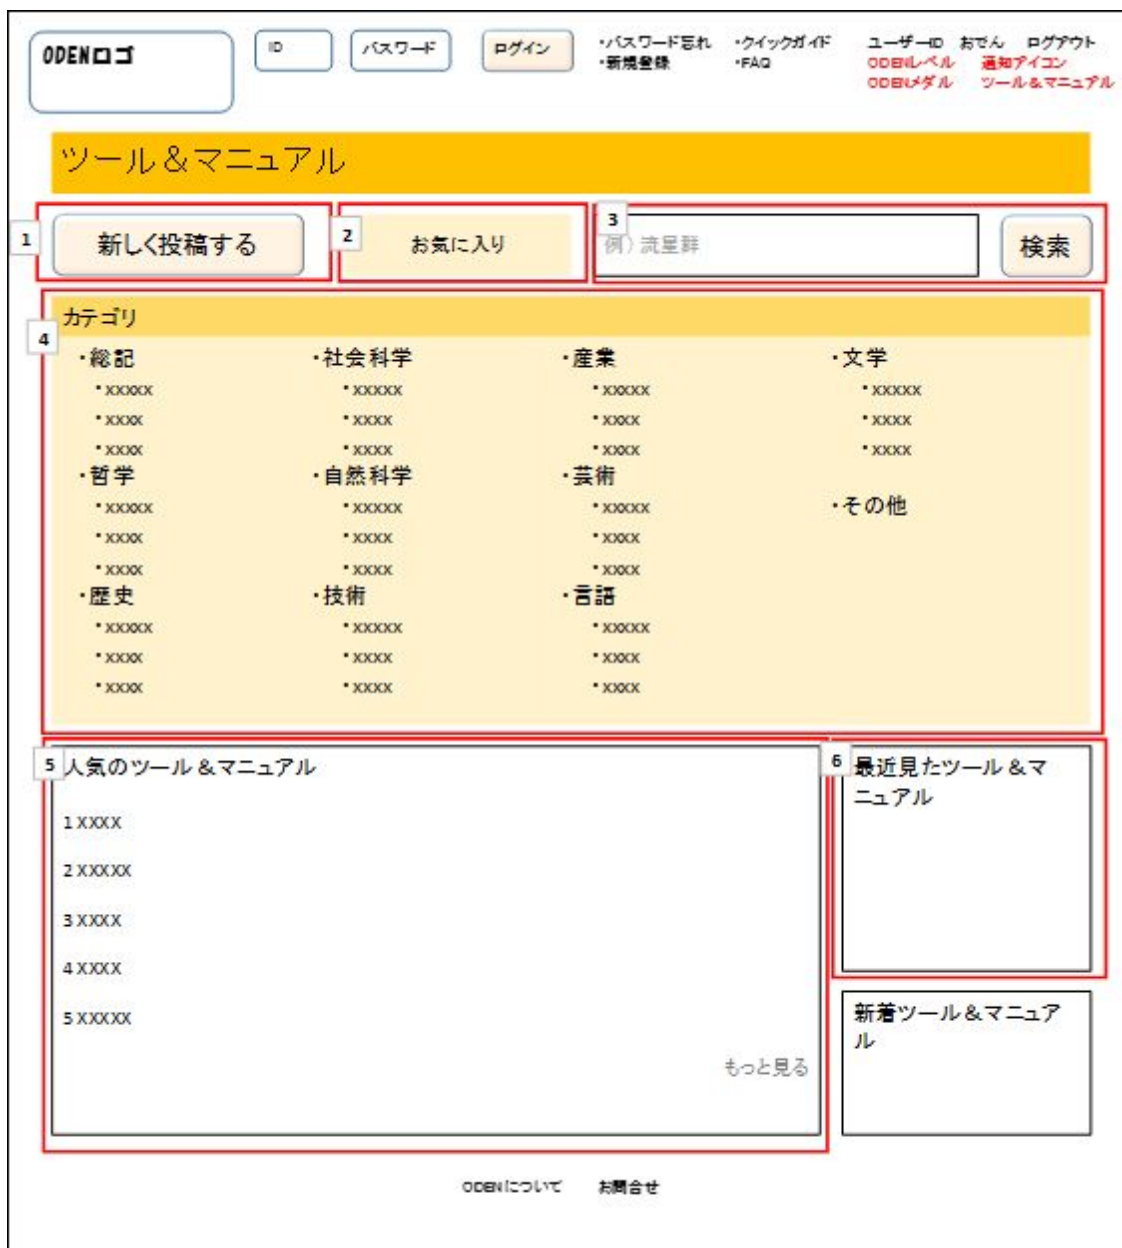 ODENロゴ
ID
パスワード
ログイン
・パスワード忘れ
・新規登録
・クイックガイド
・FAQ
ユーザーID おでん ログアウト
ODENレベル 通知アイコン
ODENメダル ツール&マニュアル
ツール&マニュアル
1
新しく投稿する
2
お気に入り
3
例）流星群
検索
4
カテゴリ
・総記
・xxxxx
・xxxx
・xxxx
・哲学
・xxxxx
・xxxx
・xxxx
・歴史
・xxxxx
・xxxx
・xxxx
・社会科学
・xxxxx
・xxxx
・xxxx
・自然科学
・xxxxx
・xxxx
・xxxx
・技術
・xxxxx
・xxxx
・xxxx
・産業
・xxxxx
・xxxx
・xxxx
・芸術
・xxxxx
・xxxx
・xxxx
・言語
・xxxxx
・xxxx
・xxxx
・文学
・xxxxx
・xxxx
・xxxx
・その他
5
人気のツール&マニュアル
1 XXXX
2 XXXXX
3 XXXX
4 XXXX
5 XXXXX
もっと見る
6
最近見たツール&マ
ニュアル
新着ツール&マニュア
ル
ODENについて お問合せ